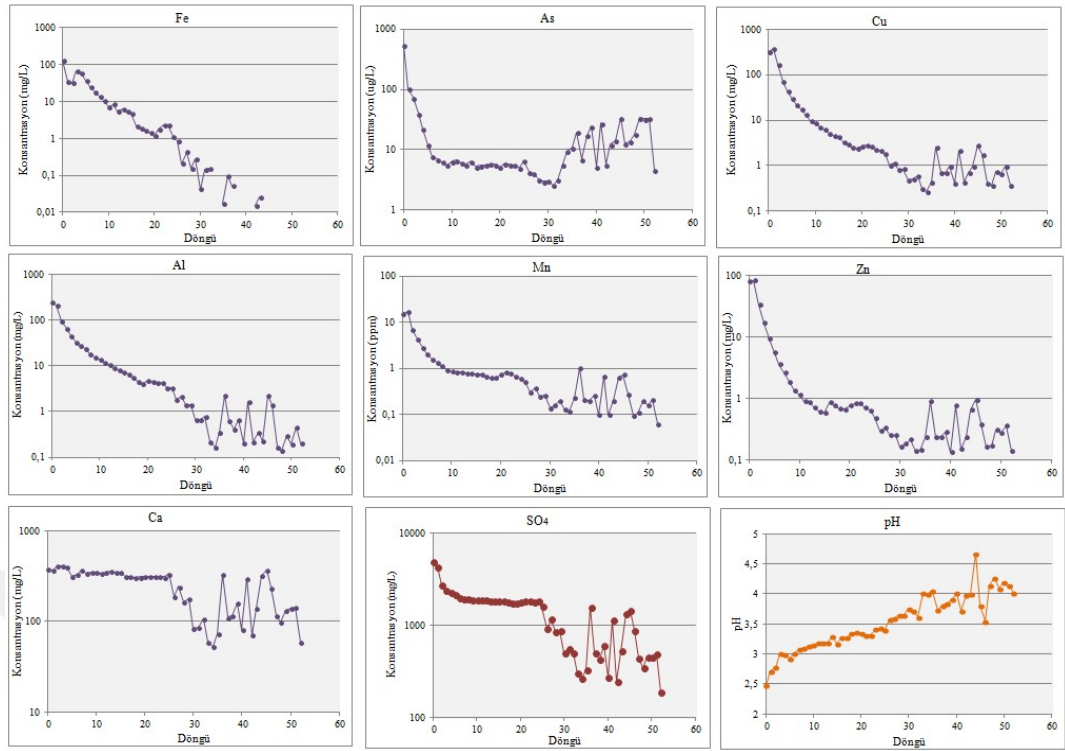 Fe
Konsantrasyon (mg/L)
1000
100
10
1
0,1
0,01
0 10 20 30 40 50 60
Döngü
As
Konsantrasyon (ug/L)
1000
100
10
1
0 10 20 30 40 50 60
Döngü
Cu
Konsantrasyon (mg/L)
1000
100
10
1
0,1
0 10 20 30 40 50 60
Döngü
Al
Konsantrasyon (mg/L)
1000
100
10
1
0,1
0 10 20 30 40 50 60
Döngü
Mn
Konsantrasyon (ppm)
100
10
1
0,1
0,01
0 10 20 30 40 50 60
Döngü
Zn
Konsantrasyon (mg/L)
100
10
1
0,1
0 10 20 30 40 50 60
Döngü
Ca
Konsantrasyon (mg/L)
1000
100
10
0 10 20 30 40 50 60
Döngü
SO4
Konsantrasyon (mg/L)
10000
1000
100
0 10 20 30 40 50 60
Döngü
pH
pH
5
4,5
4
3,5
3
2,5
2
0 10 20 30 40 50 60
Döngü